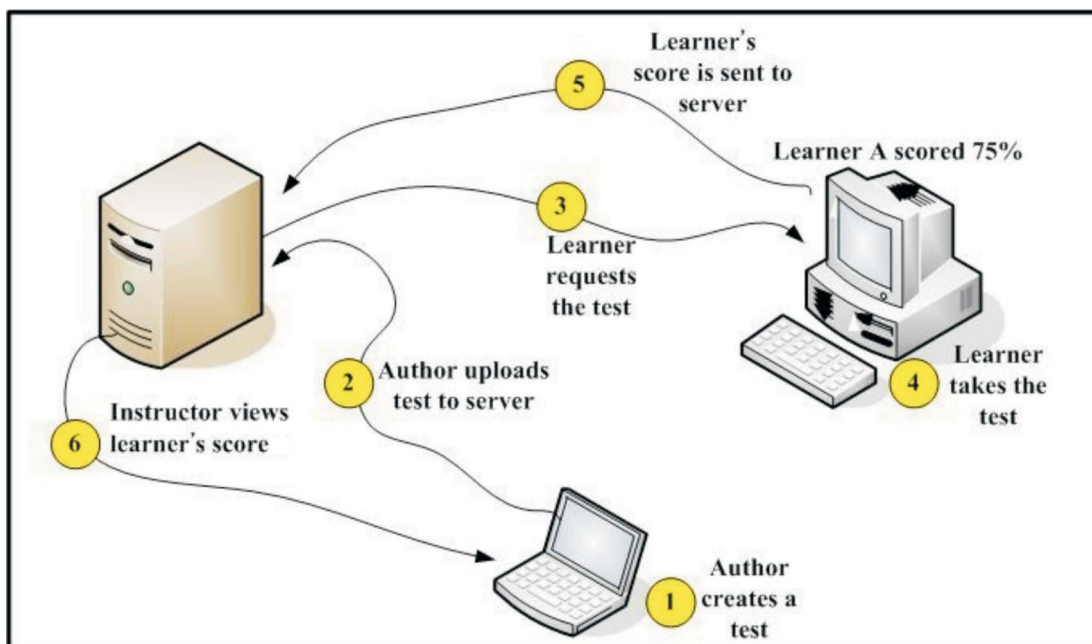 Learner's
score is sent to
server
5
Learner A scored 75%
3
Learner
requests
the test
2
Author uploads
test to server
4
Learner
takes the
test
Instructor views
learner's score
6
1
Author
creates a
test